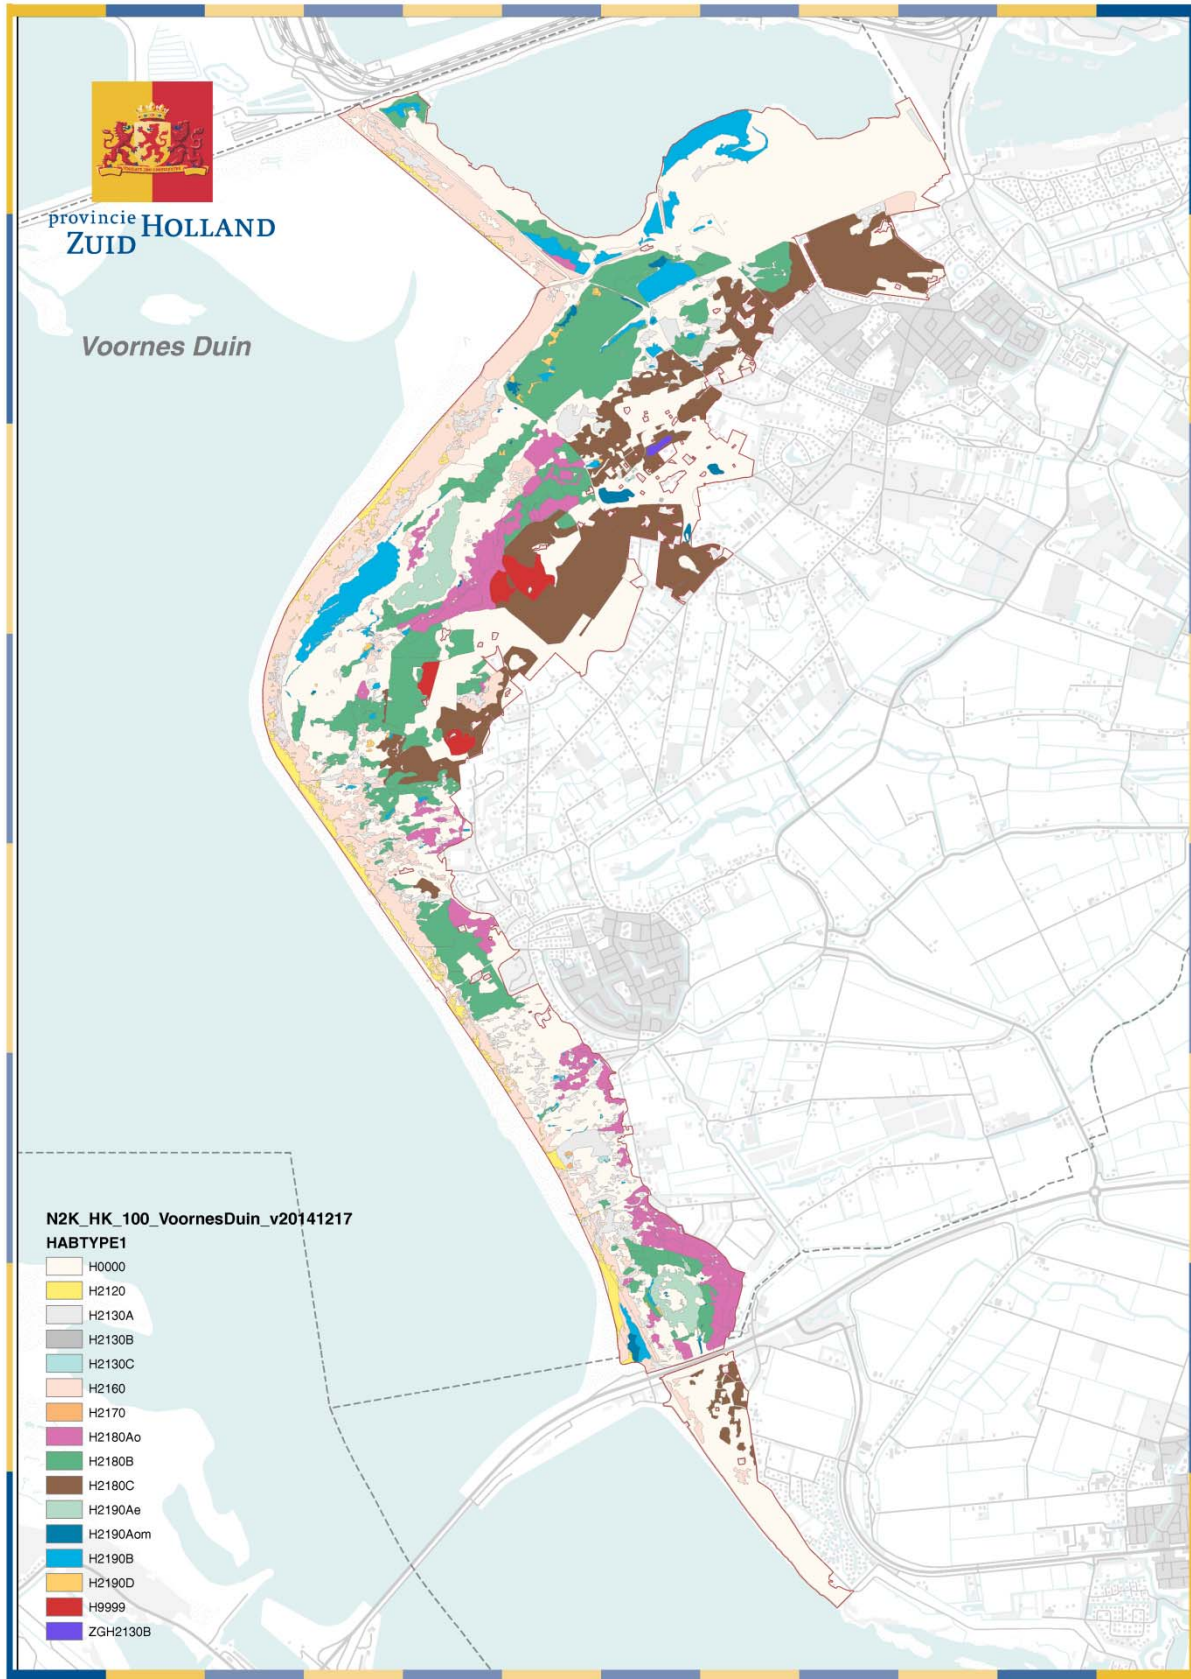 provincie HOLLAND
ZUID
Voornes Duin
N2K_HK_100_VoornesDuin_v20141217
HABTYPE1
H0000
H2120
H2130A
H2130B
H2130C
H2160
H2170
H2180Ao
H2180B
H2180C
H2190Ae
H2190Aom
H2190B
H2190D
H9999
ZGH2130B